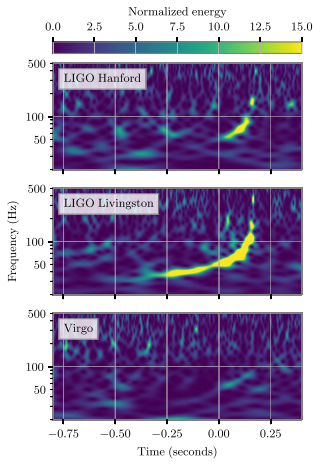 Normalized energy
0.0 2.5 5.0 7.5 10.0 12.5 15.0
500
LIGO Hanford
100
50
500
LIGO Livingston
100
50
Frequency (Hz)
500
Virgo
100
50
−0.75 −0.50 −0.25 0.00 0.25
Time (seconds)